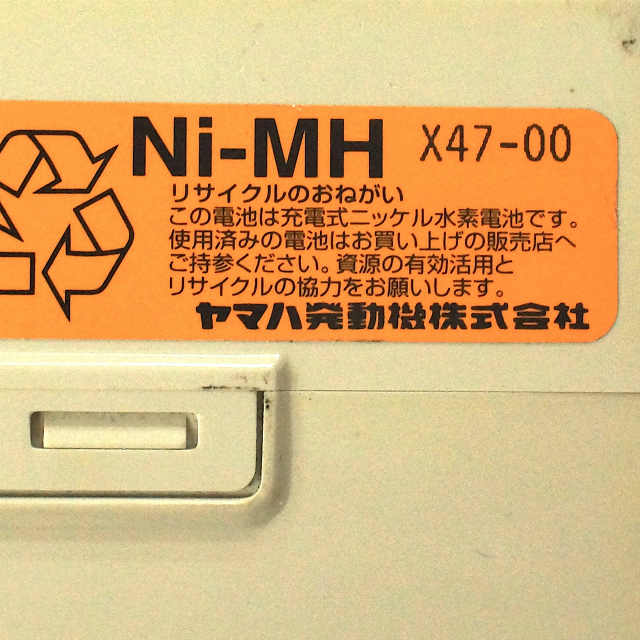 Ni-MH X47-00
リサイクルのおねがい
この電池は充電式ニッケル水素電池です。
使用済みの電池はお買い上げの販売店へ
ご持参ください。資源の有効活用と
リサイクルの協力をお願いします。
ヤマハ発動機株式会社